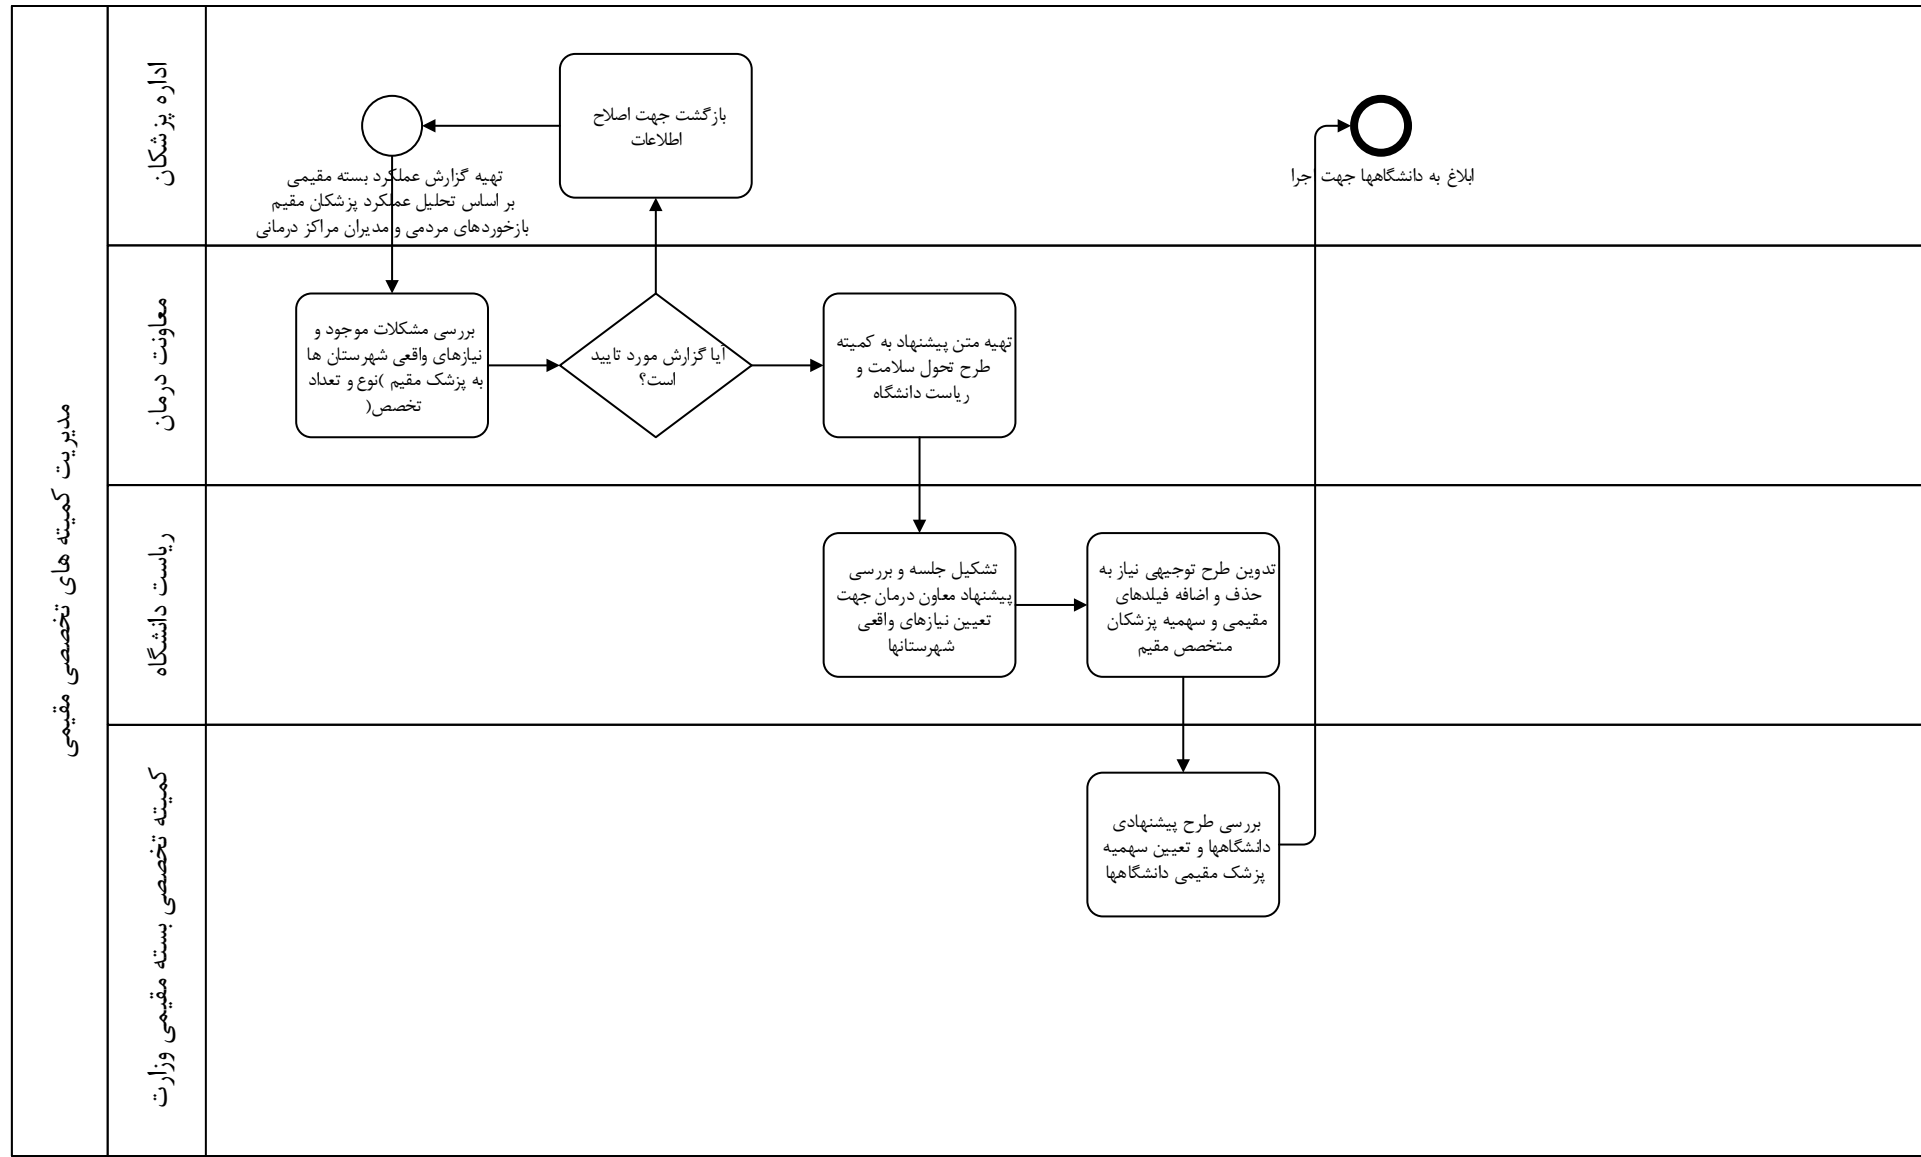 مدیریت کمیته های تخصصی مقیمی
اداره پزشکان
بازگشت جهت اصلاح
اطلاعات
تهیه گزارش عملکرد بسته مقیمی
بر اساس تحلیل عملکرد پزشکان مقیم
بازخوردهای مردمی و مدیران مراکز درمانی
ابلاغ به دانشگاهها جهت اجرا
معاونت درمان
بررسی مشکلات موجود و
نیازهای واقعی شهرستان ها
به پزشک مقیم )نوع و تعداد
تخصص(
آیا گزارش مورد تایید
است؟
تهیه متن پیشنهاد به کمیته
طرح تحول سلامت و
ریاست دانشگاه
ریاست دانشگاه
تشکیل جلسه و بررسی
پیشنهاد معاون درمان جهت
تعیین نیازهای واقعی
شهرستانها
تدوین طرح توجیهی نیاز به
حذف و اضافه فیلدهای
مقیمی و سهمیه پزشکان
متخصص مقیم
کمیته تخصصی بسته مقیمی وزارت
بررسی طرح پیشنهادی
دانشگاهها و تعیین سهمیه
پزشک مقیمی دانشگاهها